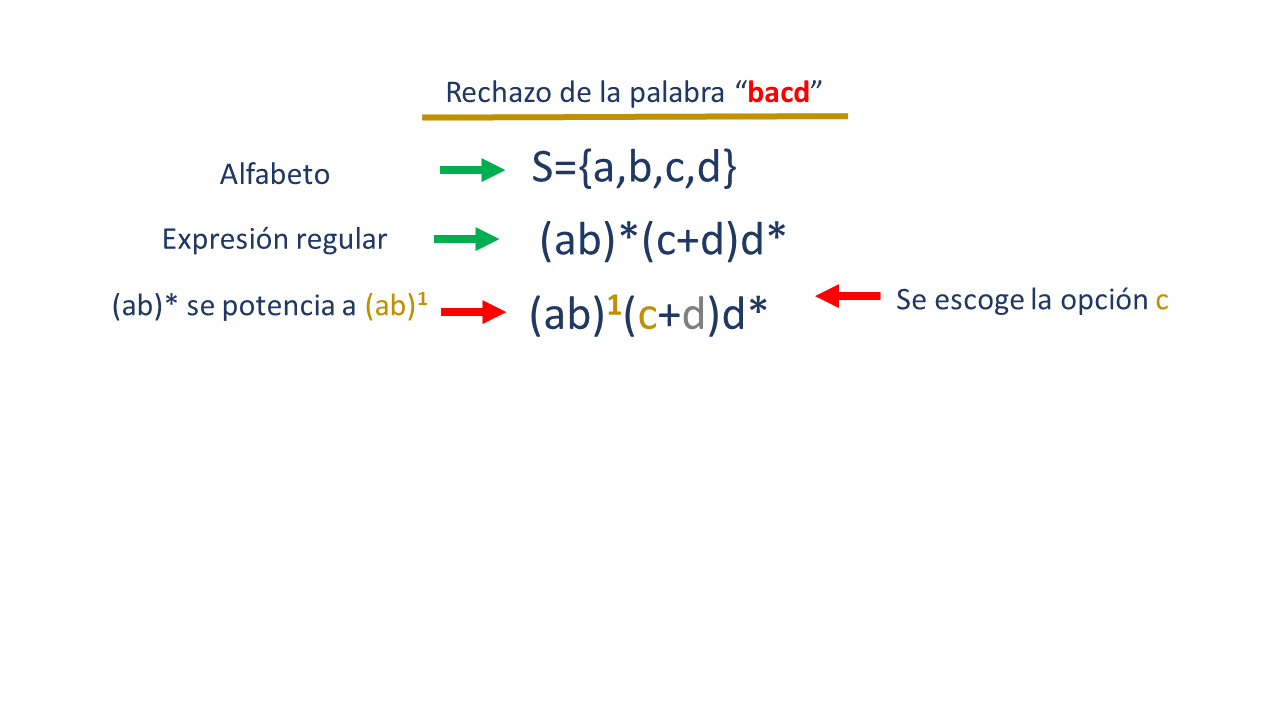 Rechazo de la palabra “bacd”
Alfabeto
S={a,b,c,d}
Expresión regular
(ab)*(c+d)d*
(ab)* se potencia a (ab)¹
(ab)¹(c+d)d*
Se escoge la opción c